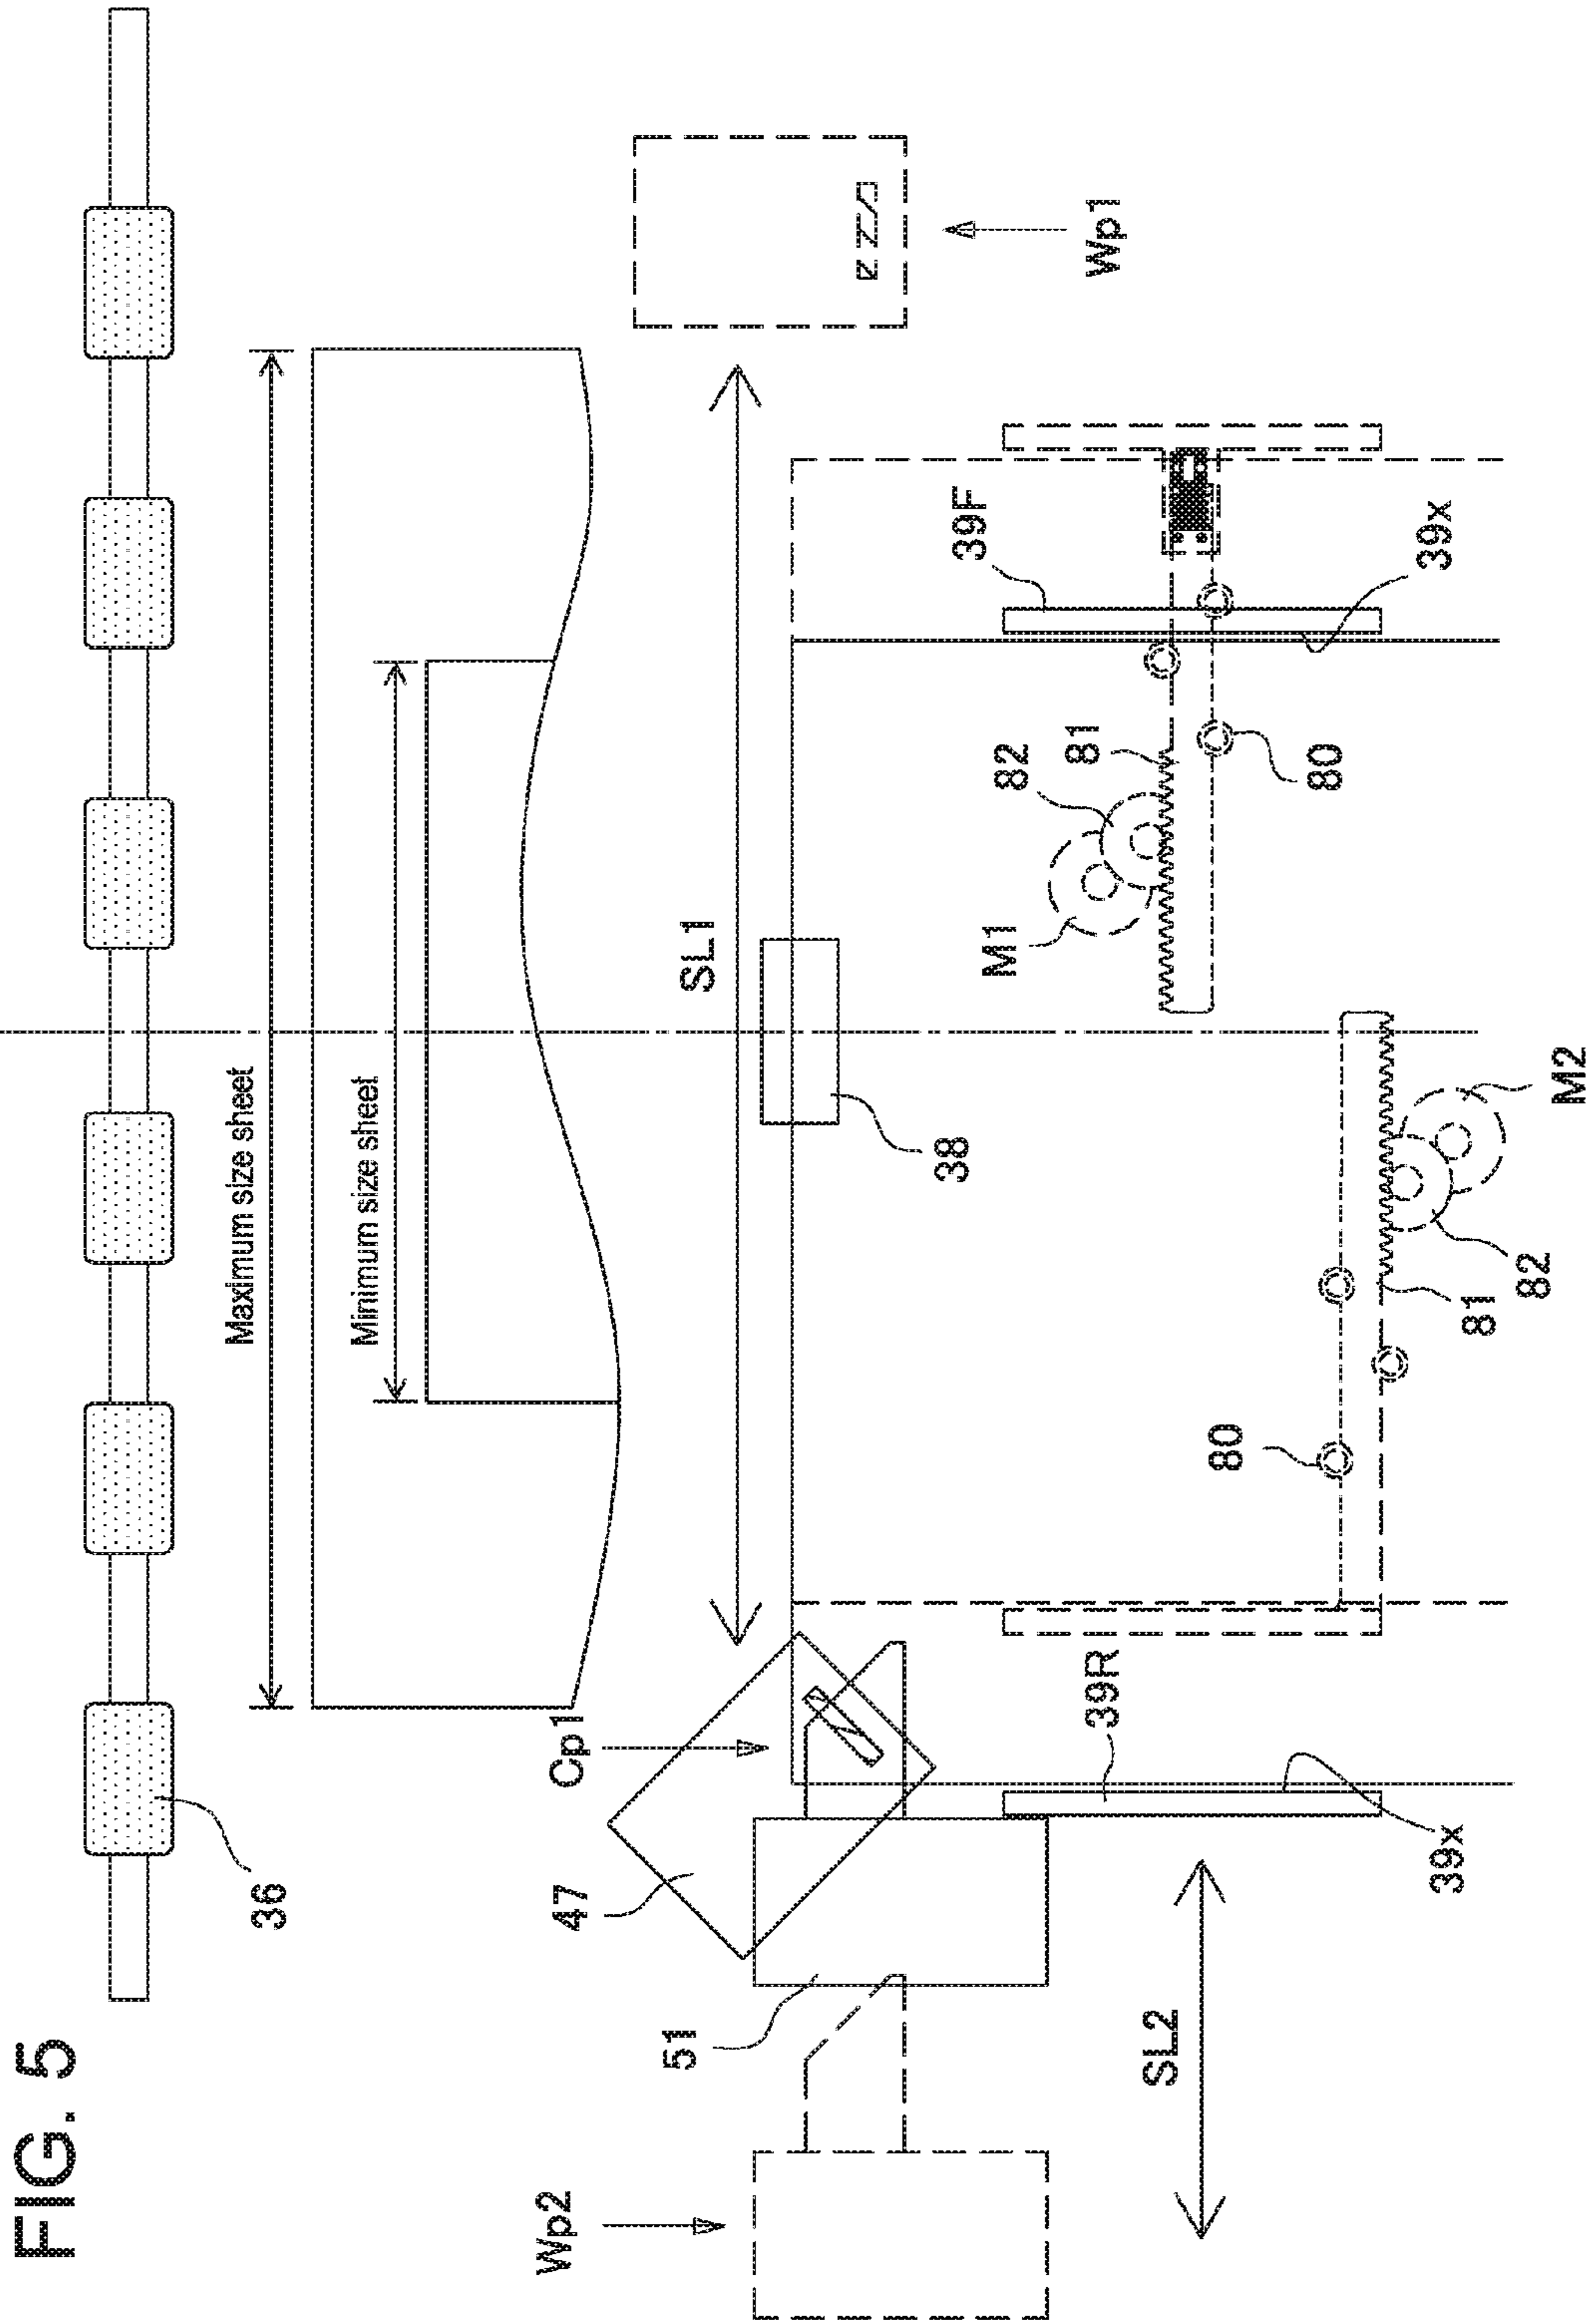 FIG. 5
36
Maximum size sheet
Minimum size sheet
Wp2
Cp1
47
51
SL1
38
Wp1
SL2
39R
39x
39F
39x
M1
82
81
80
80
81
82
M2